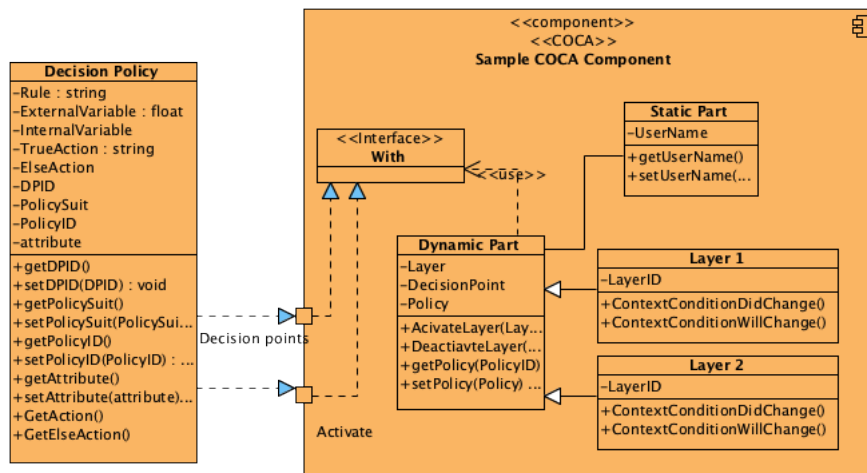 <<component>>
<<COCA>>
Sample COCA Component
Decision Policy
-Rule : string
-ExternalVariable : float
-InternalVariable
-TrueAction : string
-ElseAction
-DPID
-PolicySuit
-PolicyID
-attribute
+getDPID()
+setDPID(DPID) : void
+getPolicySuit()
+setPolicySuit(PolicySui...
+getPolicyID()
+setPolicyID(PolicyID) : ...
+getAttribute()
+setAttribute(attribute)...
+GetAction()
+GetElseAction()
Decision points
Activate
<<Interface>>
With
<<use>>
Static Part
-UserName
+getUserName()
+setUserName(...
Dynamic Part
-Layer
-DecisionPoint
-Policy
+AcivateLayer(Lay...
+DeactiavteLayer(...
+getPolicy(PolicyID)
+setPolicy(Policy) ...
Layer 1
-LayerID
+ContextConditionDidChange()
+ContextConditionWillChange()
Layer 2
-LayerID
+ContextConditionDidChange()
+ContextConditionWillChange()